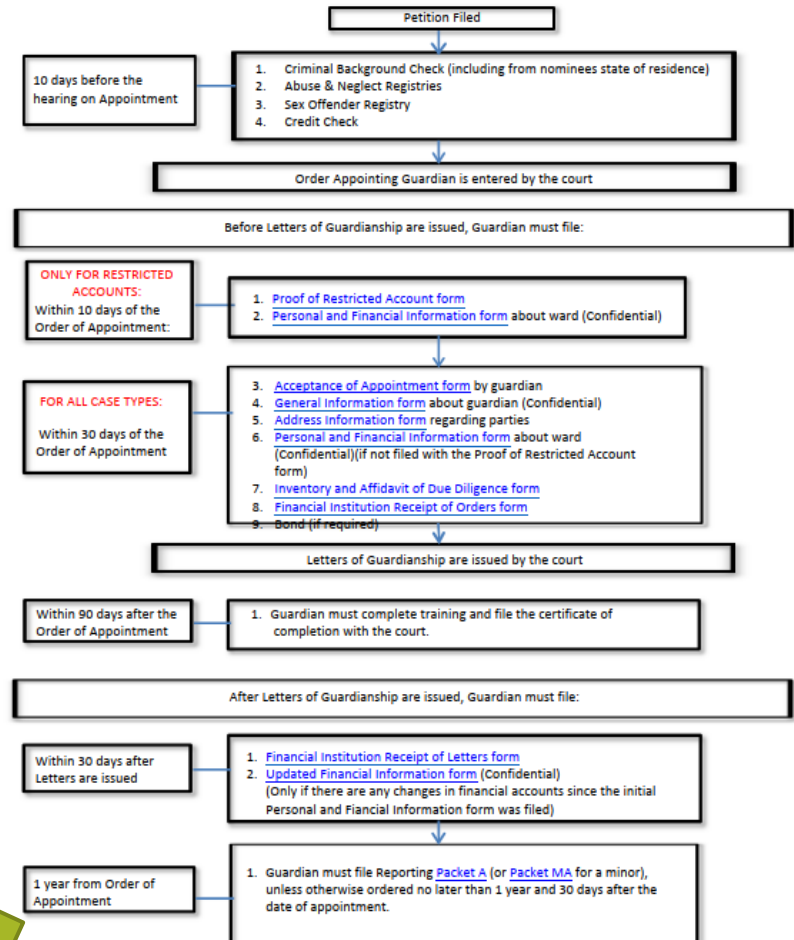 Petition Filed
10 days before the
hearing on Appointment
1. Criminal Background Check (including from nominees state of residence)
2. Abuse & Neglect Registries
3. Sex Offender Registry
4. Credit Check
Order Appointing Guardian is entered by the court
Before Letters of Guardianship are issued, Guardian must file:
ONLY FOR RESTRICTED
ACCOUNTS:
Within 10 days of the
Order of Appointment:
1. Proof of Restricted Account form
2. Personal and Financial Information form about ward (Confidential)
FOR ALL CASE TYPES:
Within 30 days of the
Order of Appointment
3. Acceptance of Appointment form by guardian
4. General Information form about guardian (Confidential)
5. Address Information form regarding parties
6. Personal and Financial Information form about ward
(Confidential)(if not filed with the Proof of Restricted Account
form)
7. Inventory and Affidavit of Due Diligence form
8. Financial Institution Receipt of Orders form
9. Bond (if required)
Letters of Guardianship are issued by the court
Within 90 days after the
Order of Appointment
1. Guardian must complete training and file the certificate of
completion with the court.
After Letters of Guardianship are issued, Guardian must file:
Within 30 days after
Letters are issued
1. Financial Institution Receipt of Letters form
2. Updated Financial Information form (Confidential)
(Only if there are any changes in financial accounts since the initial
Personal and Fiancial Information form was filed)
1 year from Order of
Appointment
1. Guardian must file Reporting Packet A (or Packet MA for a minor),
unless otherwise ordered no later than 1 year and 30 days after the
date of appointment.